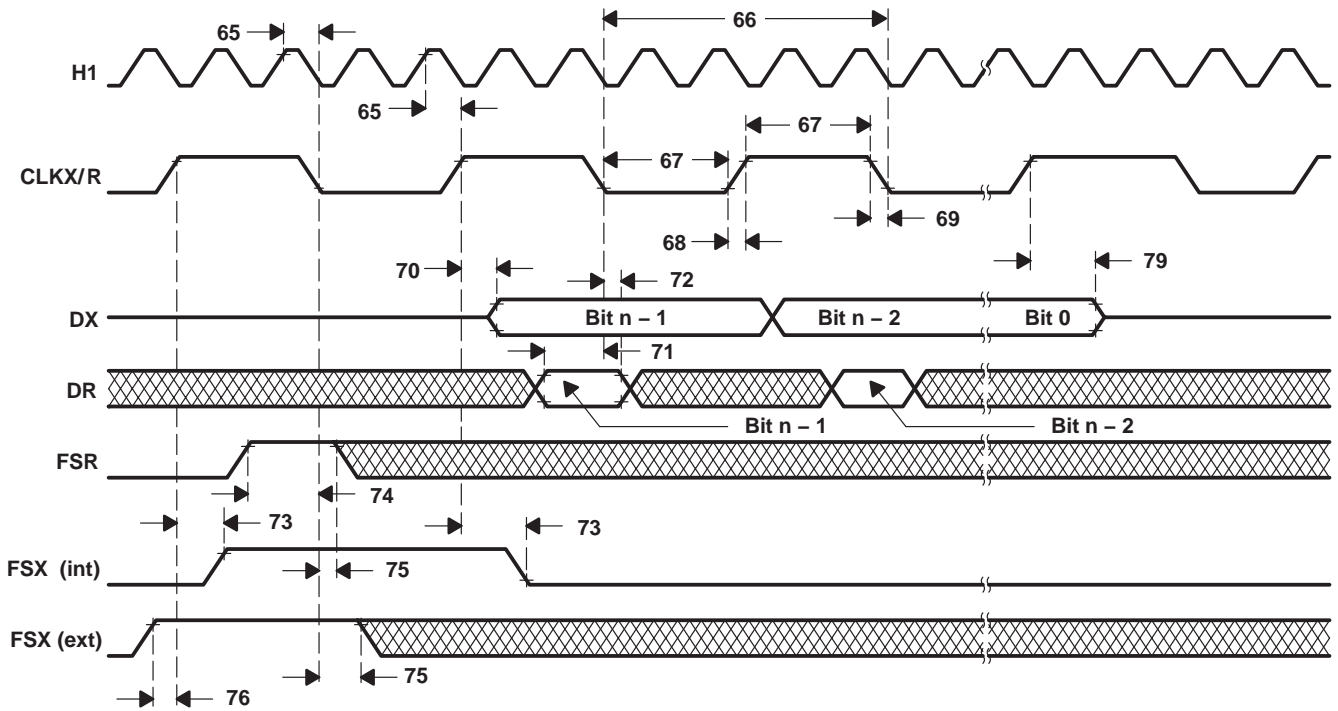 66
65
H1
65
67
67
CLKX/R
69
68
70
72
79
DX
Bit n – 1
Bit n – 2
Bit 0
71
DR
Bit n – 1
Bit n – 2
FSR
74
73
73
FSX (int)
75
FSX (ext)
75
76